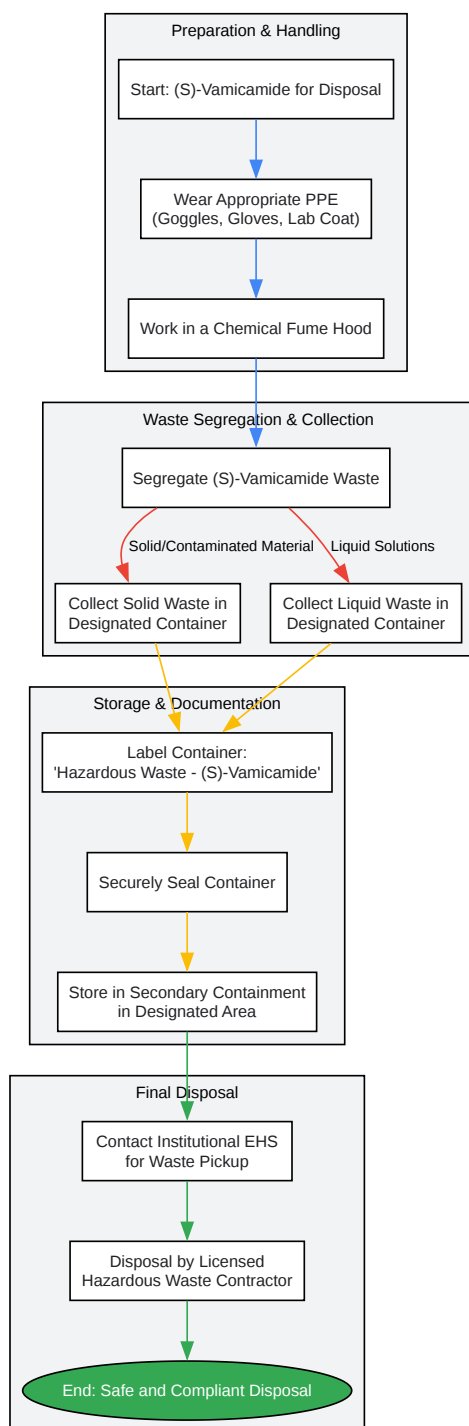 Preparation & Handling
Start: (S)-Vamicamide for Disposal
Wear Appropriate PPE
(Goggles, Gloves, Lab Coat)
Work in a Chemical Fume Hood
Waste Segregation & Collection
Segregate (S)-Vamicamide Waste
Solid/Contaminated Material
Liquid Solutions
Collect Solid Waste in
Designated Container
Collect Liquid Waste in
Designated Container
Storage & Documentation
Label Container:
'Hazardous Waste - (S)-Vamicamide'
Securely Seal Container
Store in Secondary Containment
in Designated Area
Final Disposal
Contact Institutional EHS
for Waste Pickup
Disposal by Licensed
Hazardous Waste Contractor
End: Safe and Compliant Disposal